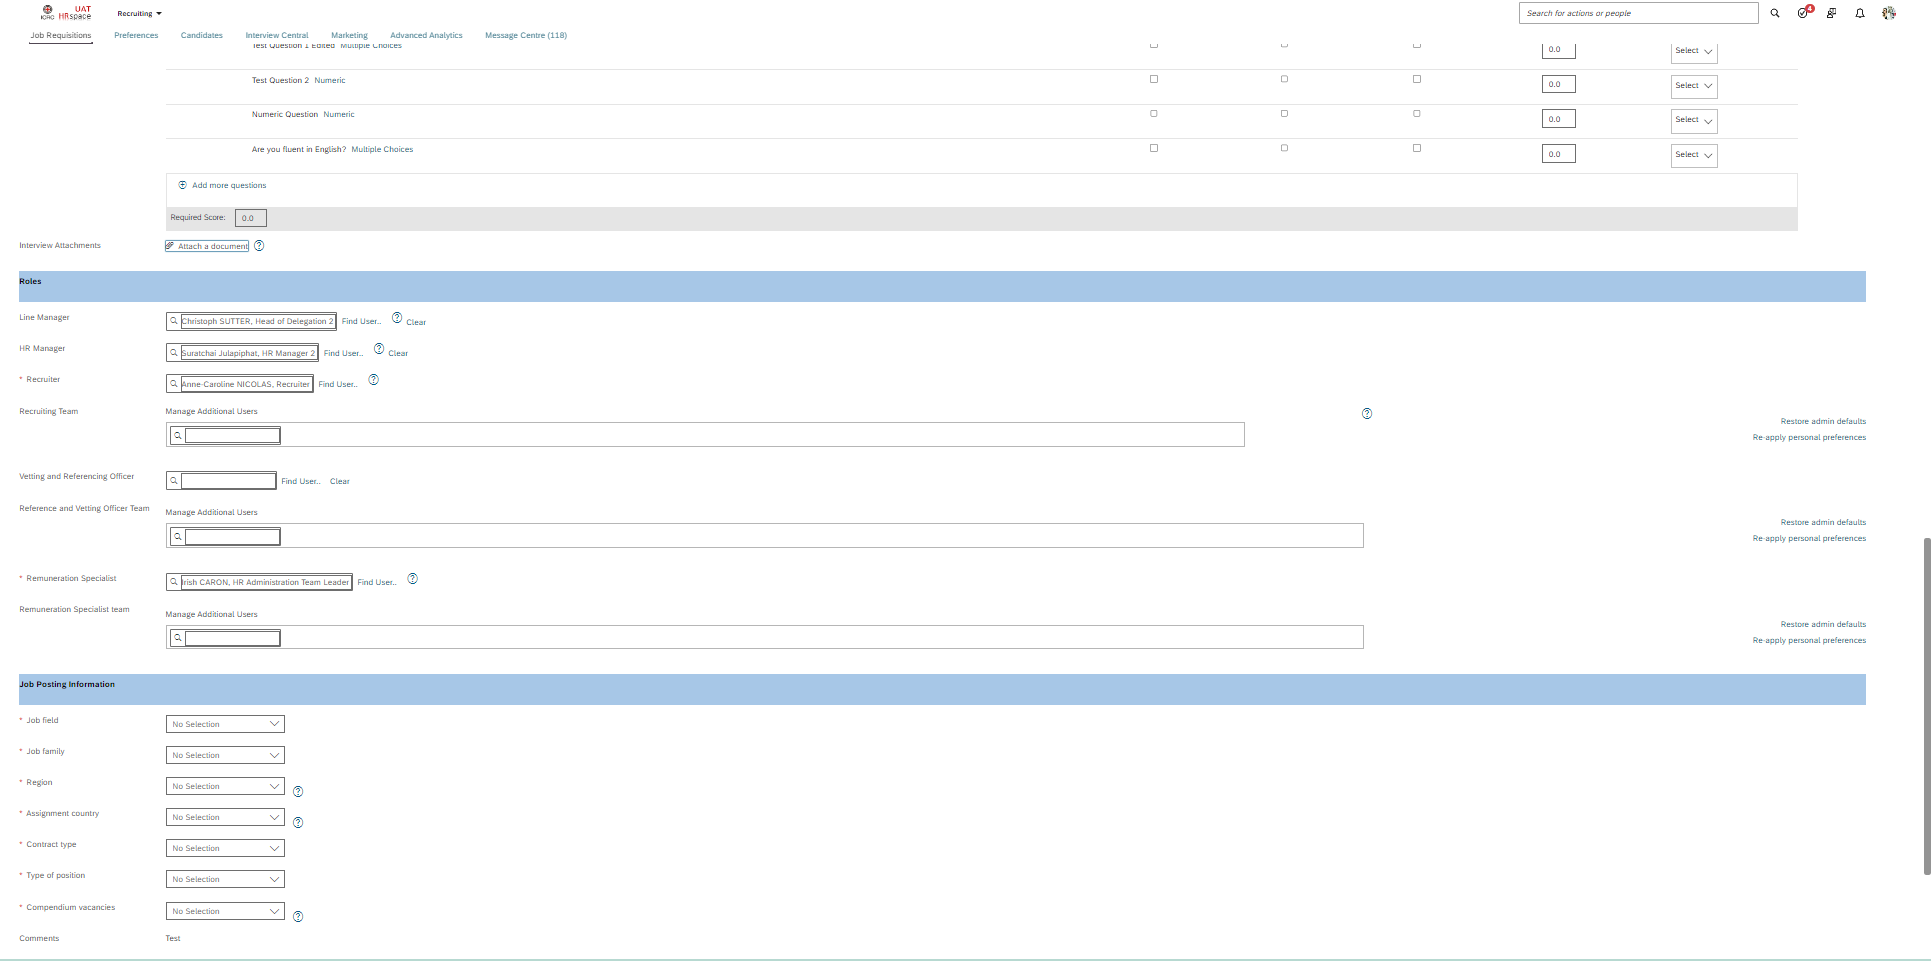 ICRC UAT HRspace Recruiting Search for actions or people 4
Job Requisitions Preferences Candidates Interview Central Marketing Advanced Analytics Message Centre (118)
Test Question 1 Edited Multiple Choices 0.0 Select
Test Question 2 Numeric 0.0 Select
Numeric Question Numeric 0.0 Select
Are you fluent in English? Multiple Choices 0.0 Select
Add more questions
Required Score: 0.0
Interview Attachments Attach a document ?
Roles
Line Manager Christoph SUTTER, Head of Delegation 2 Find User.. ? Clear
HR Manager Suratchai Julapiphat, HR Manager 2 Find User.. ? Clear
* Recruiter Anne-Caroline NICOLAS, Recruiter Find User.. ?
Recruiting Team Manage Additional Users ?
Restore admin defaults
Re-apply personal preferences
Vetting and Referencing Officer Find User.. Clear
Reference and Vetting Officer Team Manage Additional Users
Restore admin defaults
Re-apply personal preferences
* Remuneration Specialist Irish CARON, HR Administration Team Leader Find User.. ?
Remuneration Specialist team Manage Additional Users
Restore admin defaults
Re-apply personal preferences
Job Posting Information
* Job field No Selection
* Job family No Selection
* Region No Selection ?
* Assignment country No Selection ?
* Contract type No Selection
* Type of position No Selection
* Compendium vacancies No Selection ?
Comments Test